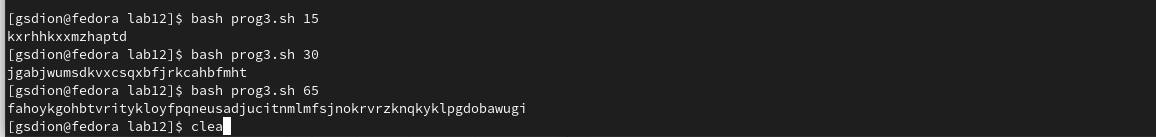 [gsdion@fedora lab12]$ bash prog3.sh 15
kxrhhkxxmzhaptd
[gsdion@fedora lab12]$ bash prog3.sh 30
jgabjwumsdkvxcsqxbfjrkcahbfmht
[gsdion@fedora lab12]$ bash prog3.sh 65
fahoykgohbtvritykloyfpqneusadjucitnmlmfsjnokrvrzknqkyklpgdobawugi
[gsdion@fedora lab12]$ clea